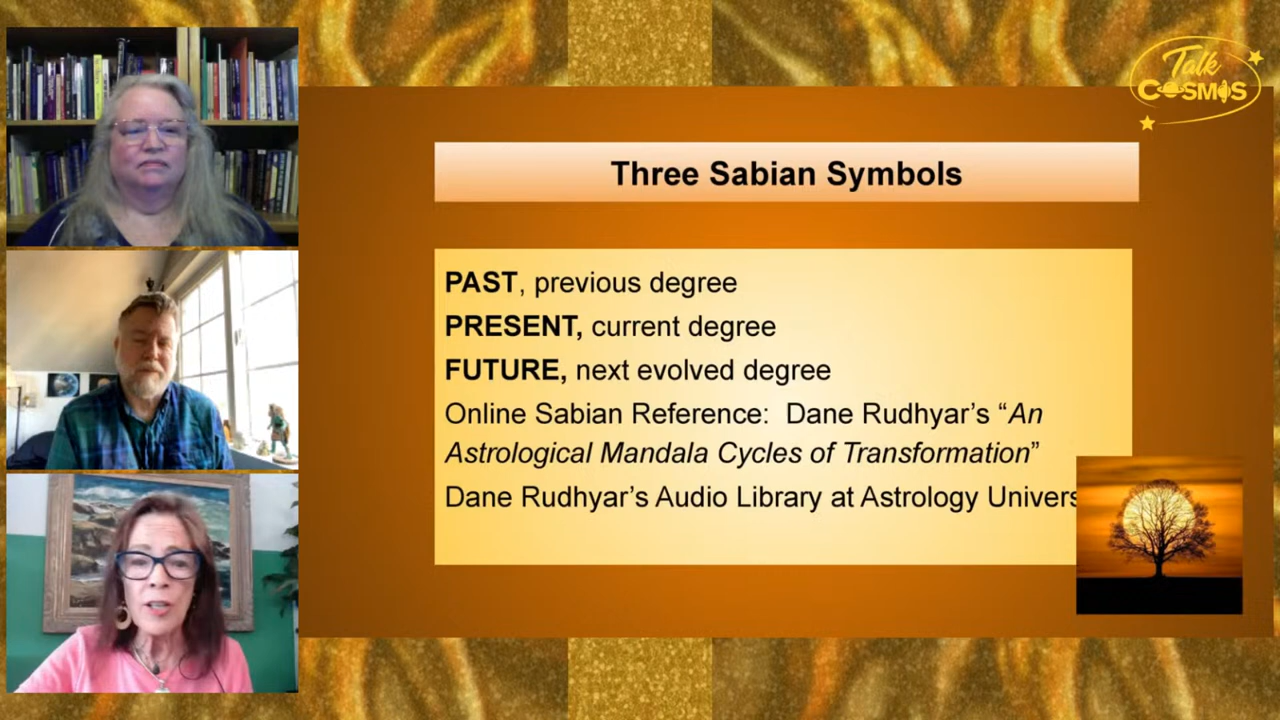 Talk
COSMOS
Three Sabian Symbols
PAST, previous degree
PRESENT, current degree
FUTURE, next evolved degree
Online Sabian Reference:  Dane Rudhyar’s “An
Astrological Mandala Cycles of Transformation”
Dane Rudhyar’s Audio Library at Astrology Univers